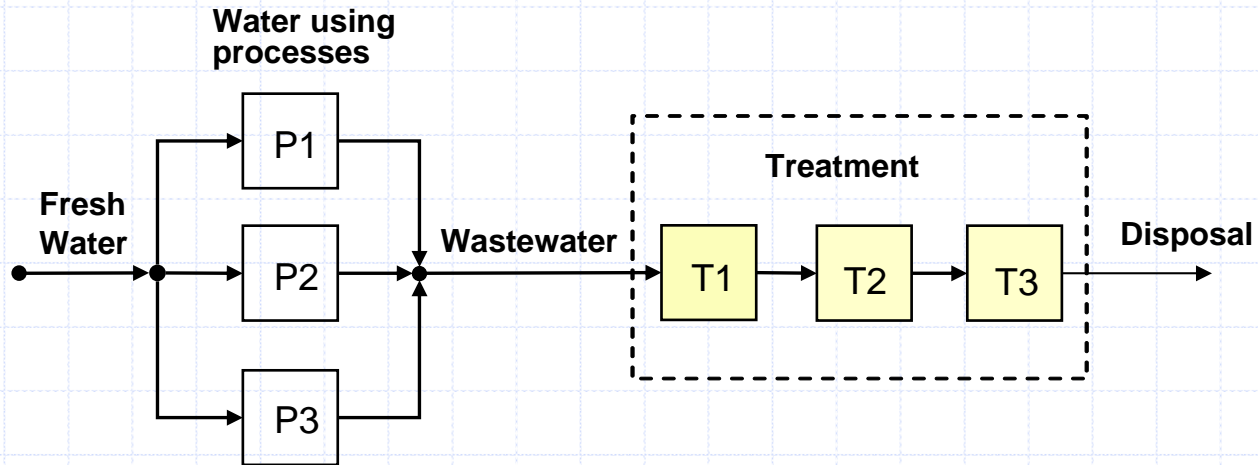 Water using
processes
P1
Treatment
Fresh
Water
Wastewater
Disposal
P2
T1
T2
T3
P3